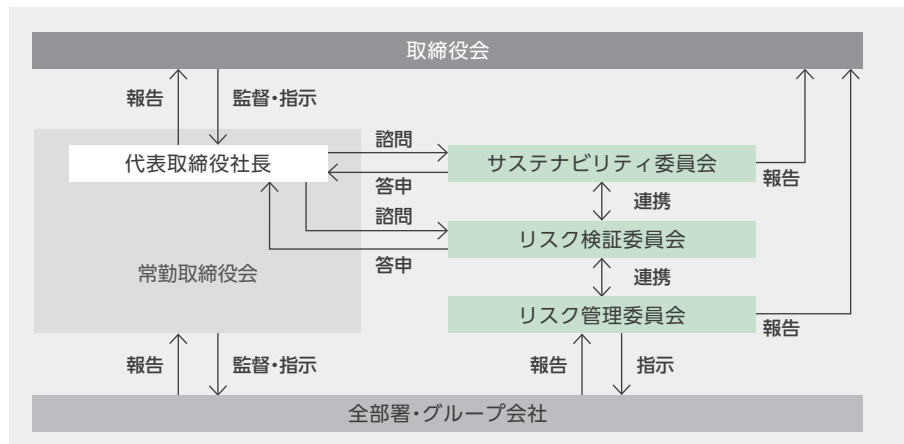 取締役会
報告
監督・指示
代表取締役社長
諮問
答申
サステナビリティ委員会
報告
連携
諮問
答申
リスク検証委員会
連携
常勤取締役会
リスク管理委員会
報告
報告
監督・指示
報告
指示
全部署・グループ会社